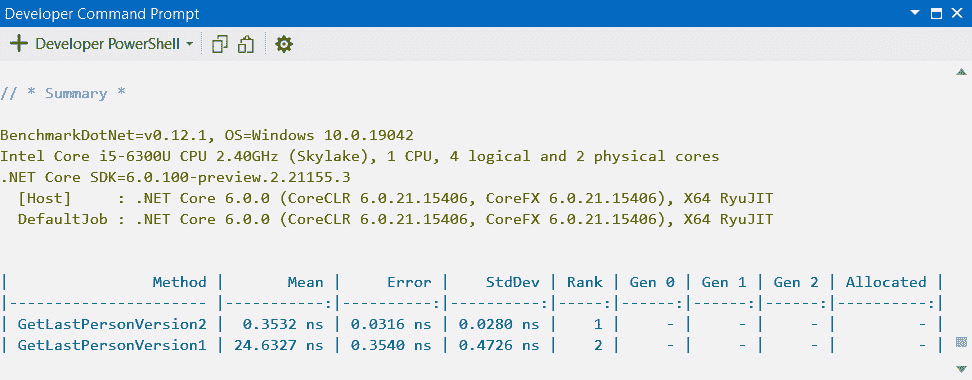 Developer Command Prompt
Developer PowerShell
// * Summary *
BenchmarkDotNet=v0.12.1, OS=Windows 10.0.19042
Intel Core i5-6300U CPU 2.40GHz (Skylake), 1 CPU, 4 logical and 2 physical cores
.NET Core SDK=6.0.100-preview.2.21155.3
  [Host]     : .NET Core 6.0.0 (CoreCLR 6.0.21.15406, CoreFX 6.0.21.15406), X64 RyuJIT
  DefaultJob : .NET Core 6.0.0 (CoreCLR 6.0.21.15406, CoreFX 6.0.21.15406), X64 RyuJIT
|                Method |       Mean |     Error |    StdDev | Rank | Gen 0 | Gen 1 | Gen 2 | Allocated |
|---------------------- |-----------:|----------:|----------:|-----:|------:|------:|------:|----------:|
| GetLastPersonVersion2 |  0.3532 ns | 0.0316 ns | 0.0280 ns |    1 |     - |     - |     - |         - |
| GetLastPersonVersion1 | 24.6327 ns | 0.3540 ns | 0.4726 ns |    2 |     - |     - |     - |         - |